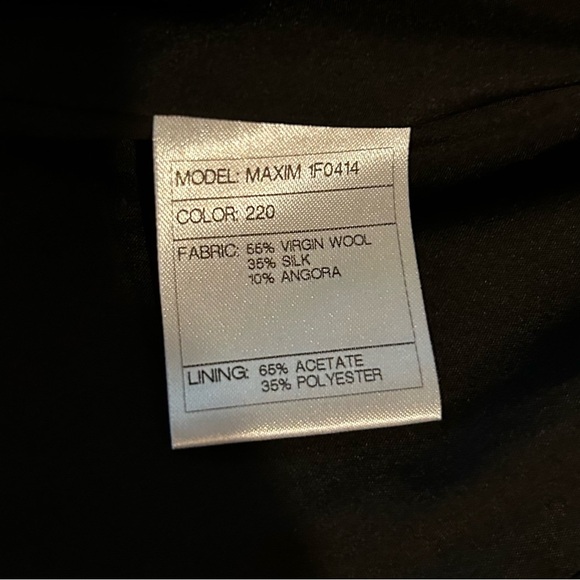 MODEL: MAXIM 1F0414
COLOR: 220
FABRIC: 55% VIRGIN WOOL
35% SILK
10% ANGORA
LINING: 65% ACETATE
35% POLYESTER